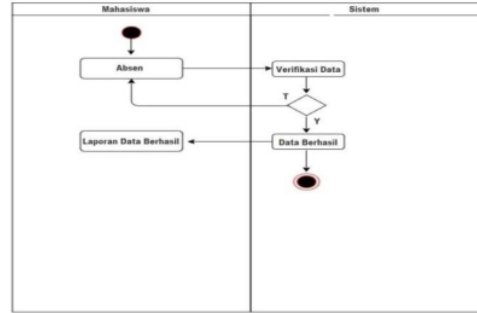 Mahasiswa
Sistem
Absen
Verifikasi Data
T
Y
Laporan Data Berhasil
Data Berhasil